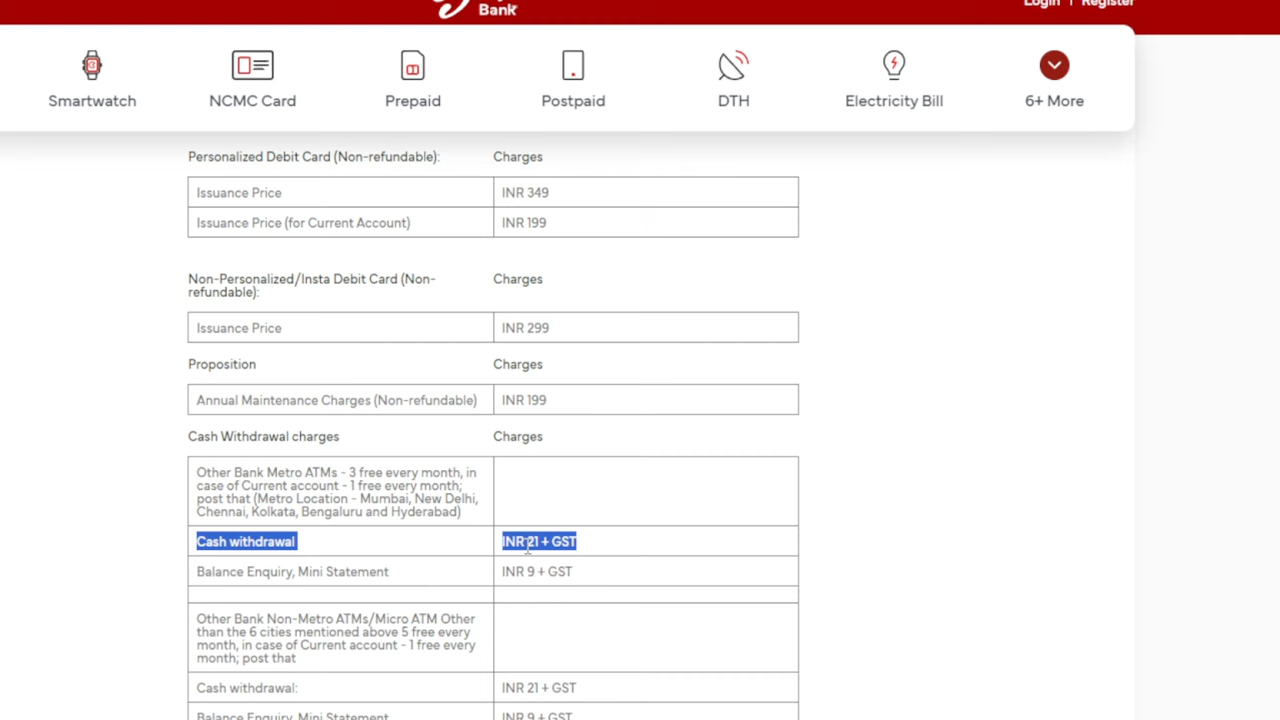 Bank
Login | Register
Smartwatch
NCMC Card
Prepaid
Postpaid
DTH
Electricity Bill
6+ More
Personalized Debit Card (Non-refundable): Charges
Issuance Price INR 349
Issuance Price (for Current Account) INR 199
Non-Personalized/Insta Debit Card (Non- Charges
refundable):
Issuance Price INR 299
Proposition Charges
Annual Maintenance Charges (Non-refundable) INR 199
Cash Withdrawal charges Charges
Other Bank Metro ATMs - 3 free every month, in
case of Current account - 1 free every month;
post that (Metro Location - Mumbai, New Delhi,
Chennai, Kolkata, Bengaluru and Hyderabad)
Cash withdrawal INR 21 + GST
Balance Enquiry, Mini Statement INR 9 + GST
Other Bank Non-Metro ATMs/Micro ATM Other
than the 6 cities mentioned above 5 free every
month, in case of Current account - 1 free every
month; post that
Cash withdrawal: INR 21 + GST
Balance Enquiry, Mini Statement INR 9 + GST